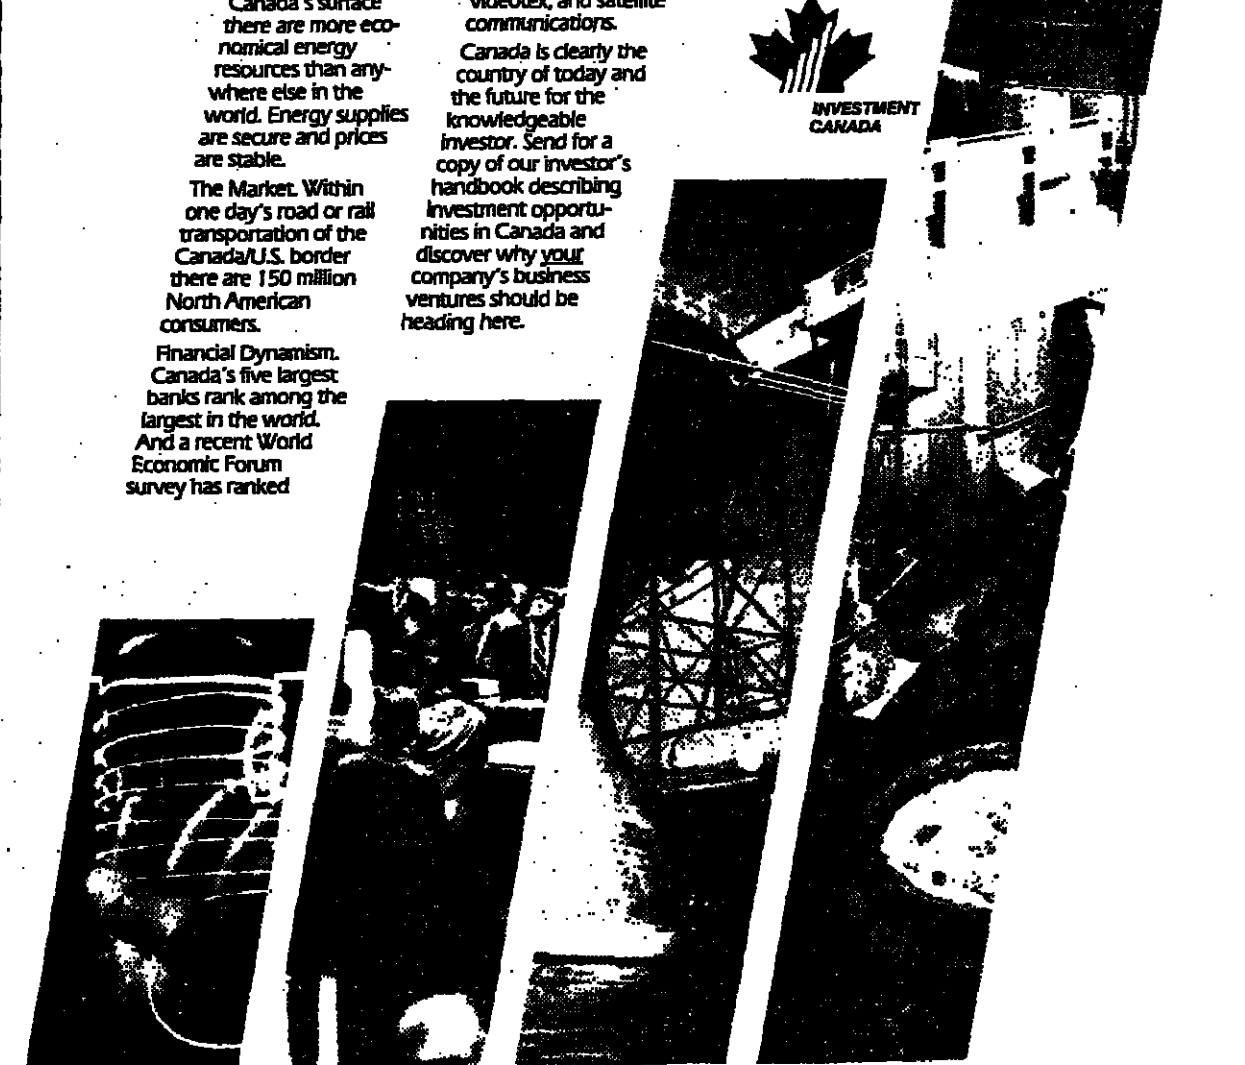 Canada's surface
there are more eco-
nomical energy
resources than any-
where else in the
world. Energy supplies
are secure and prices
are stable.
The Market. Within
one day's road or rail
transportation of the
Canada/U.S. border
there are 150 million
North American
consumers.
Financial Dynamism.
Canada's five largest
banks rank among the
largest in the world.
And a recent World
Economic Forum
survey has ranked
videotex, and satellite
communications.
Canada is clearly the
country of today and
the future for the
knowledgeable
investor. Send for a
copy of our investor's
handbook describing
investment opportu-
nities in Canada and
discover why your
company's business
ventures should be
heading here.
INVESTMENT
CANADA